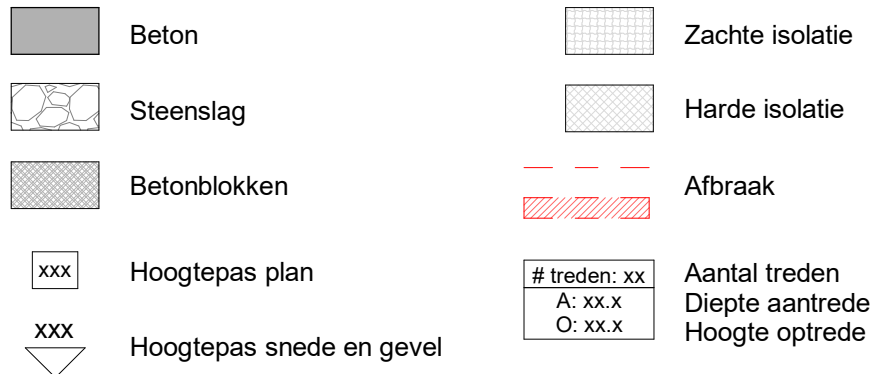 Beton
Steenslag
Betonblokken
xxx
Hoogtepas plan
xxx
Hoogtepas snede en gevel
Zachte isolatie
Harde isolatie
Afbraak
# treden: xx
A: xx.x
O: xx.x
Aantal treden
Diepte aantrede
Hoogte optrede